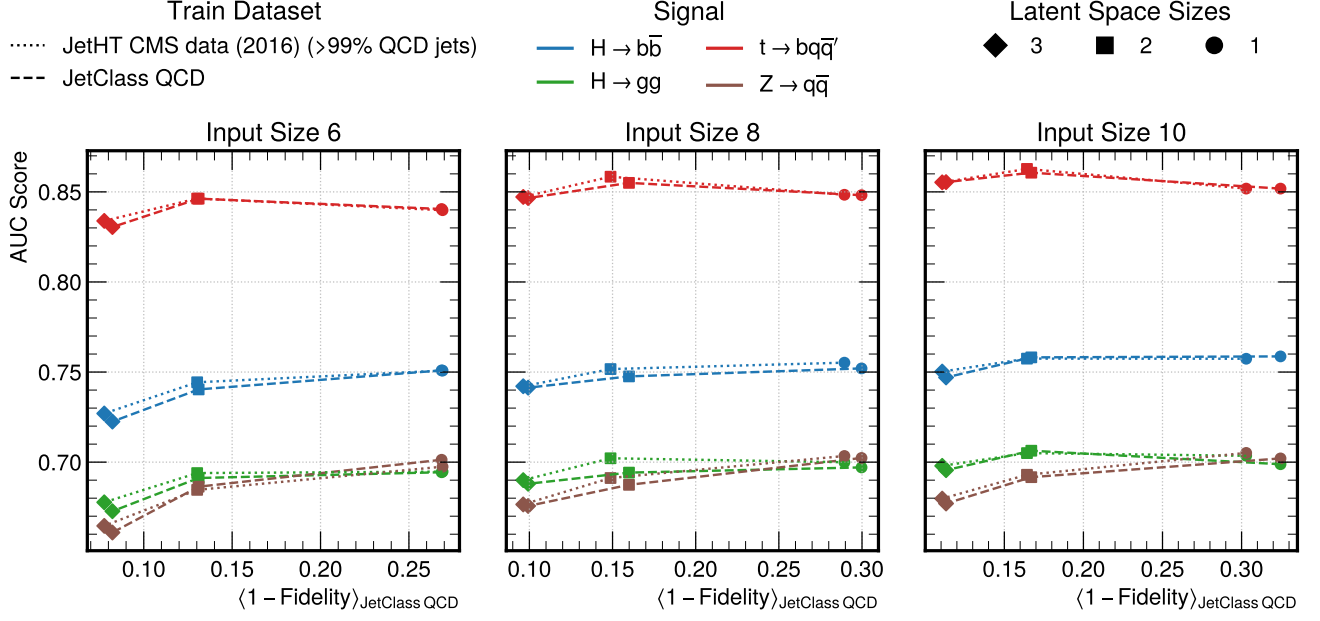 Train Dataset
JetHT CMS data (2016) (>99% QCD jets)
JetClass QCD
Signal
H → bb̅
H → gg
t → bqq̅′
Z → qq̅
Latent Space Sizes
3 2 1
Input Size 6
Input Size 8
Input Size 10
AUC Score
0.85
0.80
0.75
0.70
0.10 0.15 0.20 0.25
0.10 0.15 0.20 0.25 0.30
0.15 0.20 0.25 0.30
⟨1 − Fidelity⟩JetClass QCD
⟨1 − Fidelity⟩JetClass QCD
⟨1 − Fidelity⟩JetClass QCD